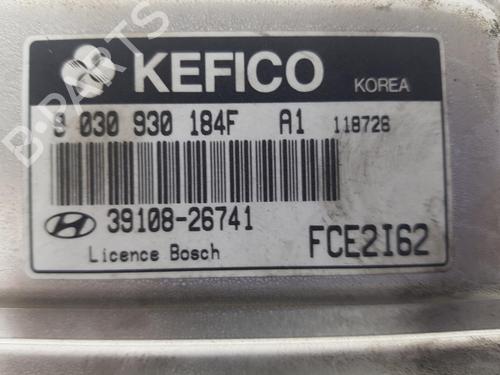 KEFICO KOREA
9 030 930 184F A1 118726
39108-26741
Licence Bosch FCE2I62
B-PARTS